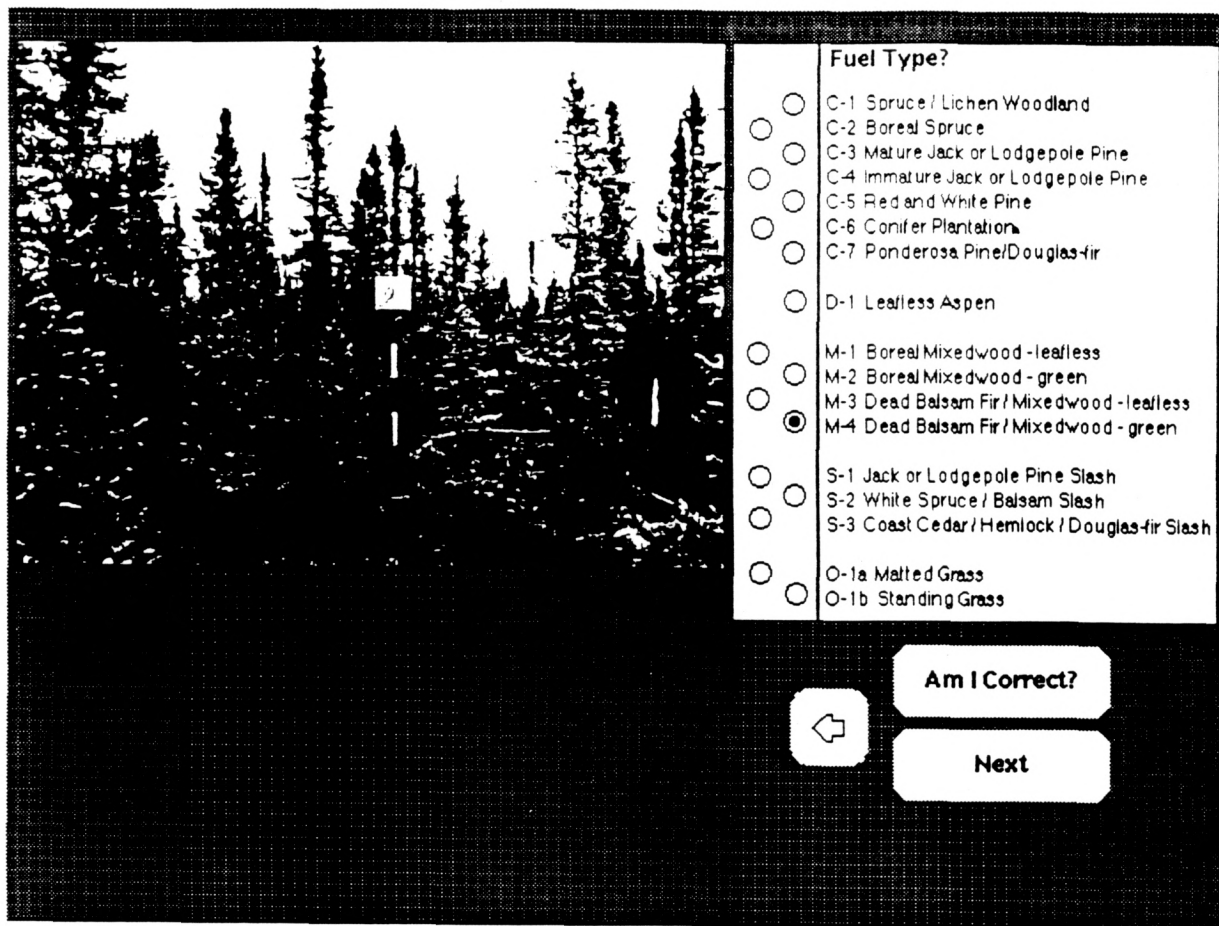 Fuel Type?
C-1 Spruce / Lichen Woodland
C-2 Boreal Spruce
C-3 Mature Jack or Lodgepole Pine
C-4 Immature Jack or Lodgepole Pine
C-5 Red and White Pine
C-6 Conifer Plantation
C-7 Ponderosa Pine/Douglas-fir
D-1 Leafless Aspen
M-1 Boreal Mixedwood - leafless
M-2 Boreal Mixedwood - green
M-3 Dead Balsam Fir / Mixedwood - leafless
M-4 Dead Balsam Fir / Mixedwood - green
S-1 Jack or Lodgepole Pine Slash
S-2 White Spruce / Balsam Slash
S-3 Coast Cedar / Hemlock / Douglas-fir Slash
O-1a Matted Grass
O-1b Standing Grass
9
Am I Correct?
Next